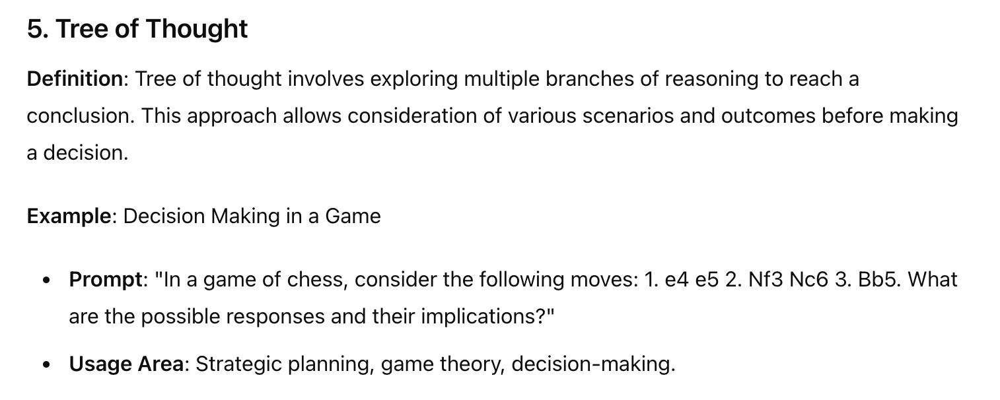 5. Tree of Thought
Definition: Tree of thought involves exploring multiple branches of reasoning to reach a
conclusion. This approach allows consideration of various scenarios and outcomes before making
a decision.
Example: Decision Making in a Game
• Prompt: "In a game of chess, consider the following moves: 1. e4 e5 2. Nf3 Nc6 3. Bb5. What
are the possible responses and their implications?"
• Usage Area: Strategic planning, game theory, decision-making.